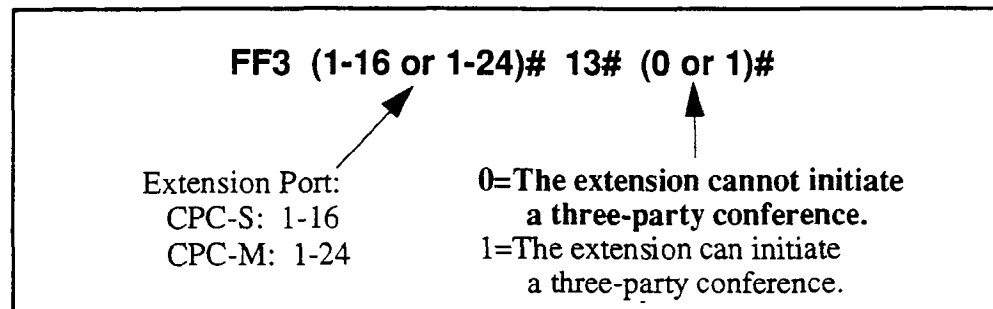 FF3 (1-16 or 1-24)# 13# (0 or 1)#
Extension Port:
CPC-S: 1-16
CPC-M: 1-24
0=The extension cannot initiate
a three-party conference.
1=The extension can initiate
a three-party conference.